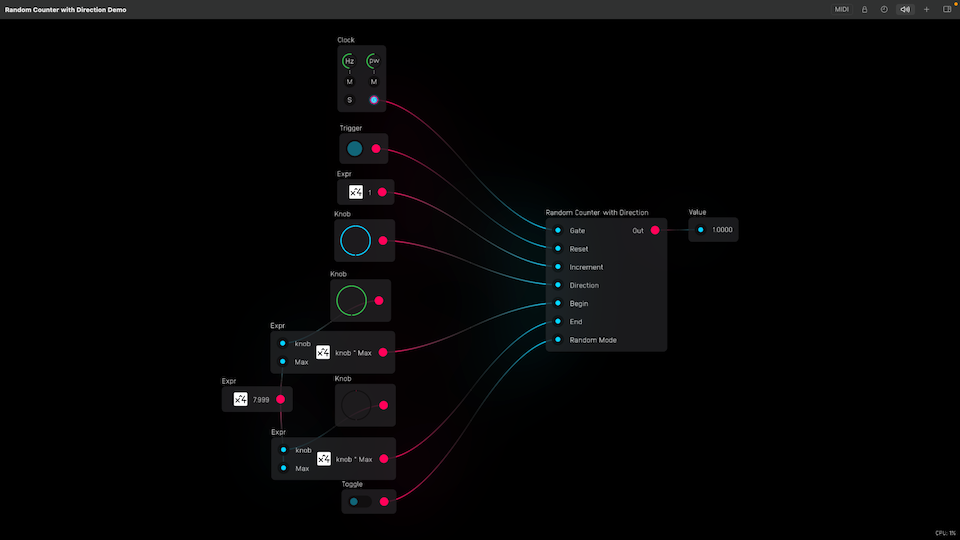 Random Counter with Direction Demo
MIDI
Clock
Hz
pw
M
M
S
Trigger
Expr
1
Knob
Knob
Expr
knob
Max
knob * Max
Knob
Expr
7.999
Expr
knob
Max
knob * Max
Toggle
Random Counter with Direction
Gate
Out
Reset
Increment
Direction
Begin
End
Random Mode
Value
1.0000
CPU: 1%